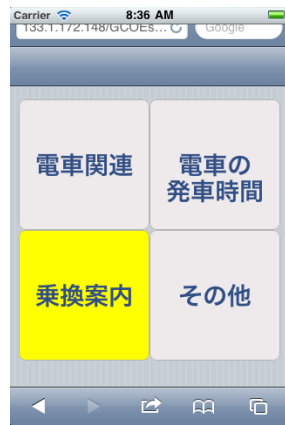 Carrier 8:36 AM
133.1.172.148/GCOEs... Google
電車関連
電車の
発車時間
乗換案内
その他